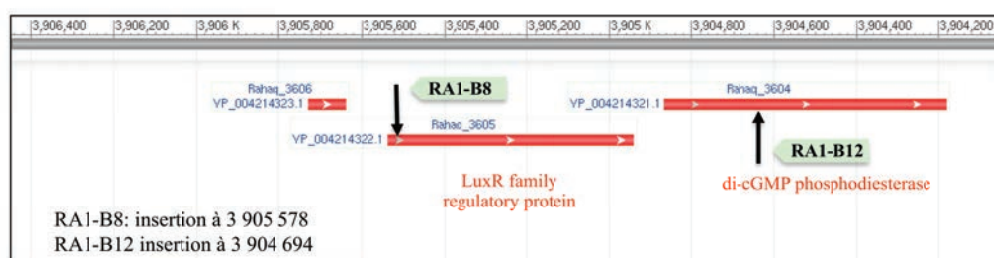 3,906,400 3,906,200 3,906 K 3,905,800 3,905,600 3,905,400 3,905,200 3,905 K 3,904,800 3,904,600 3,904,400 3,904,200
Rahaq_3606 RA1-B8 Rahaq_3604
YP_004214323.1 YP_004214321.1
Rahaq_3605
YP_004214322.1
RA1-B12
LuxR family
regulatory protein
di-cGMP phosphodiesterase
RA1-B8: insertion à 3 905 578
RA1-B12 insertion à 3 904 694